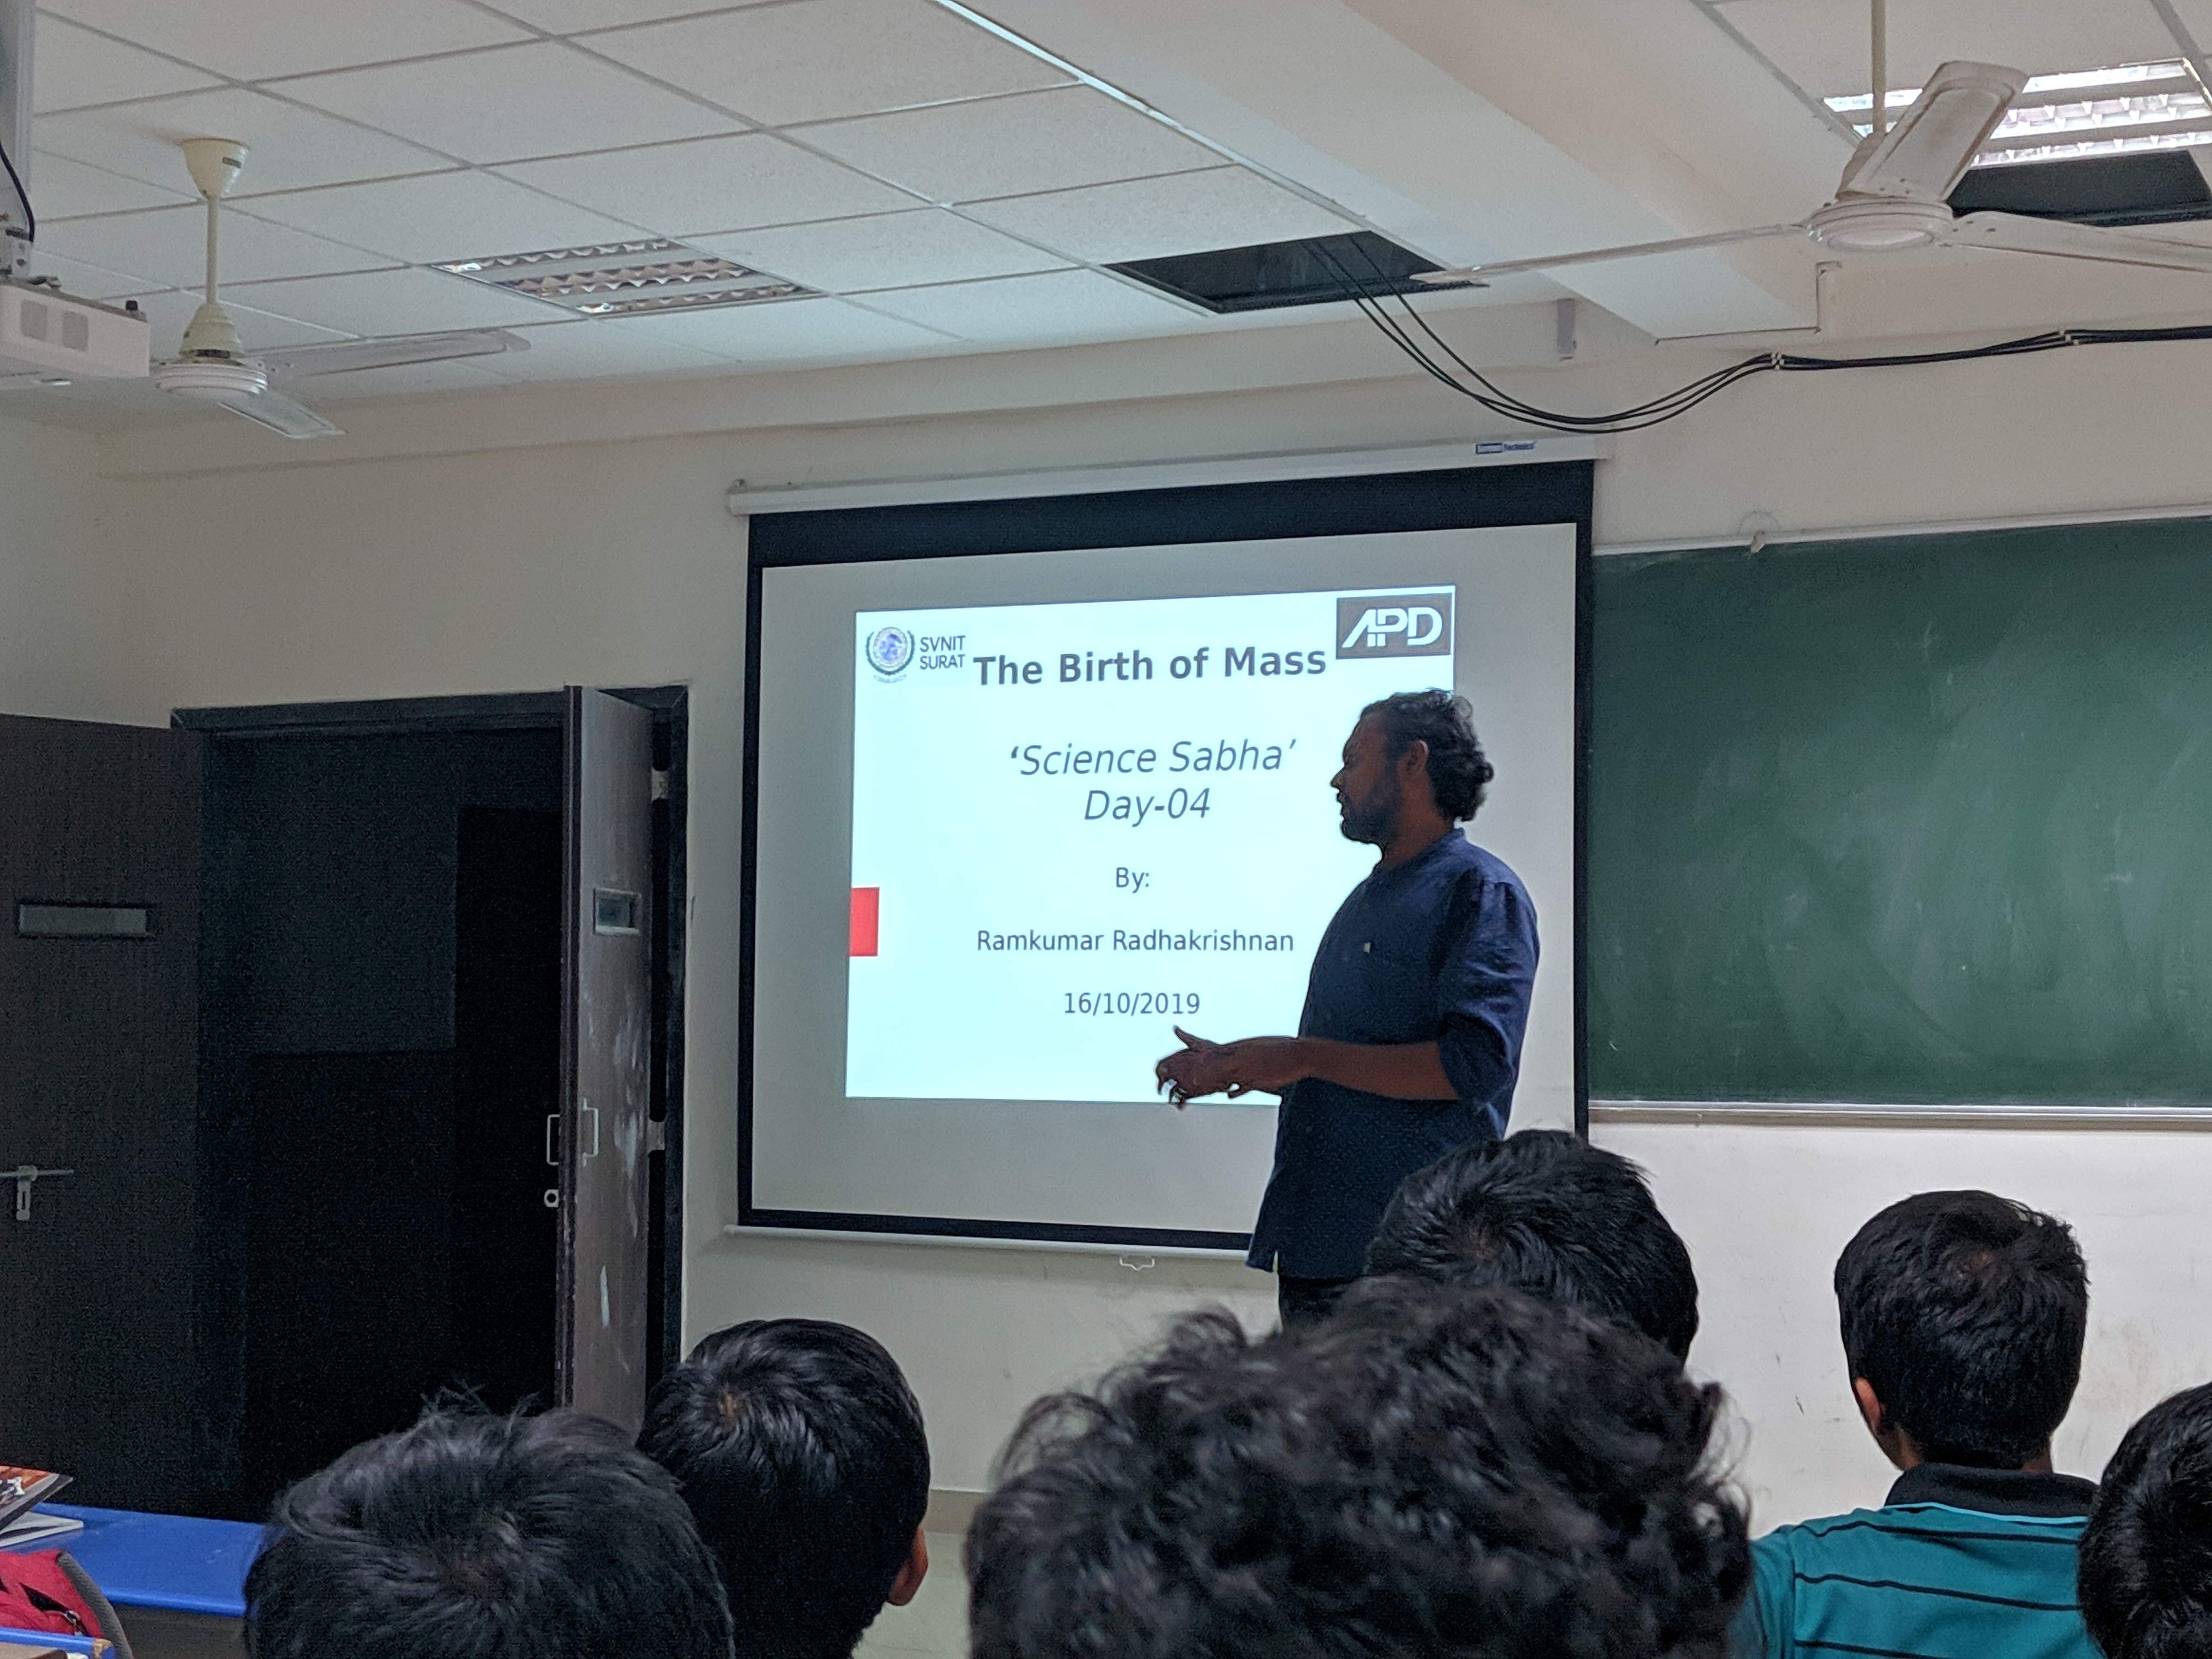 SVNIT
SURAT
APD
The Birth of Mass
‘Science Sabha’
Day-04
By:
Ramkumar Radhakrishnan
16/10/2019